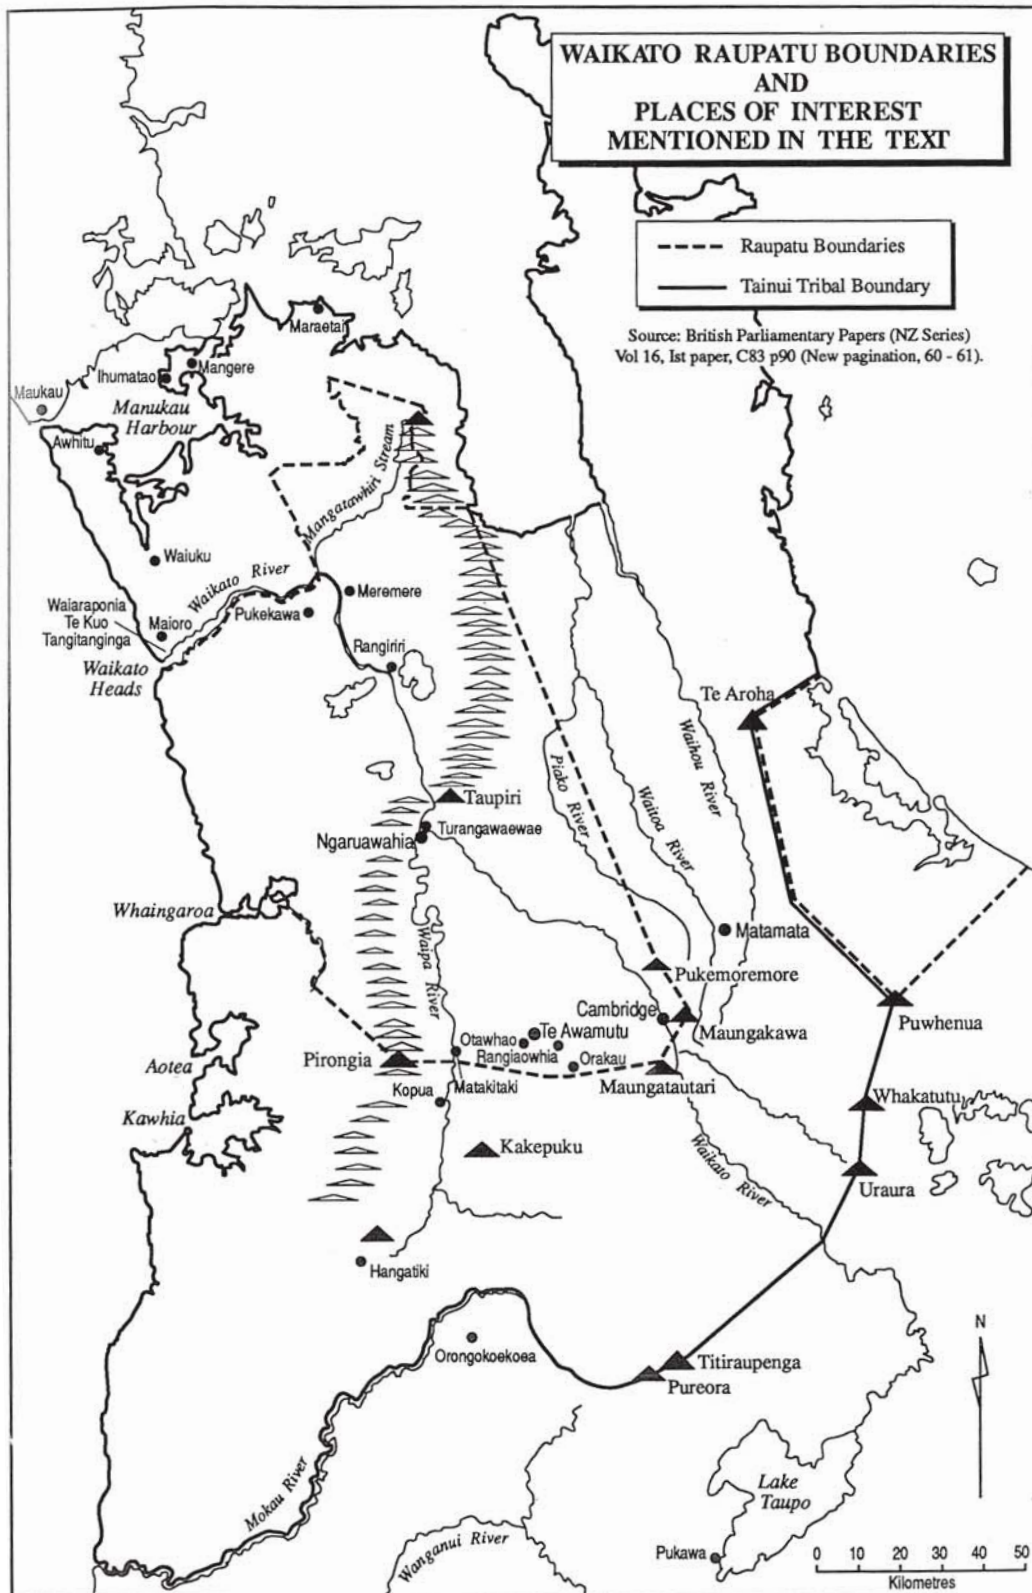 WAIKATO RAUPATU BOUNDARIES
AND
PLACES OF INTEREST
MENTIONED IN THE TEXT
Raupatu Boundaries
Tainui Tribal Boundary
Source: British Parliamentary Papers (NZ Series)
Vol 16, Ist paper, C83 p90 (New pagination, 60 - 61).
Maraetai
Mangere
Ihumatao
Maukau
Manukau
Harbour
Awhitu
Mangatawhiri Stream
Waiuku
Waikato River
Meremere
Waiaraponia
Te Kuo
Tangitanginga
Maioro
Pukekawa
Waikato
Heads
Rangiriri
Te Aroha
Waihou River
Piako River
Waitoa River
Taupiri
Turangawaewae
Ngaruawahia
Whaingaroa
Waipa River
Matamata
Pukemoremore
Cambridge
Maungakawa
Puwhenua
Te Awamutu
Otawhao
Rangiaowhia
Orakau
Pirongia
Aotea
Matakitaki
Maungatautari
Kopua
Whakatutu
Kawhia
Kakepuku
Waikato River
Uraura
Hangatiki
N
Orongokoekoea
Titiraupenga
Pureora
Mokau River
Lake
Taupo
Wanganui River
Pukawa
0 10 20 30 40 50
Kilometres